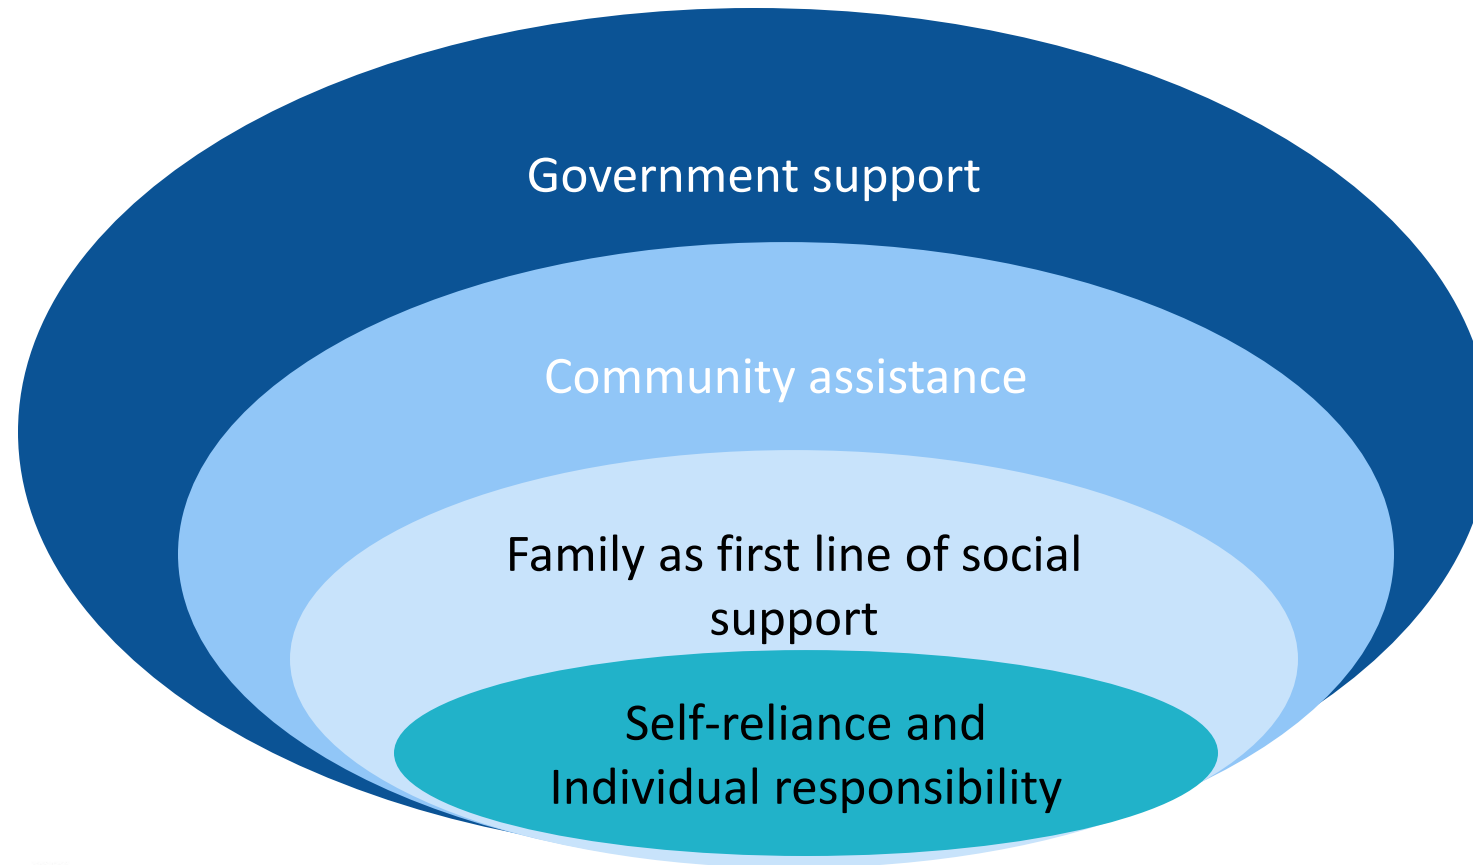 Government support
Community assistance
Family as first line of social
support
Self-reliance and
Individual responsibility